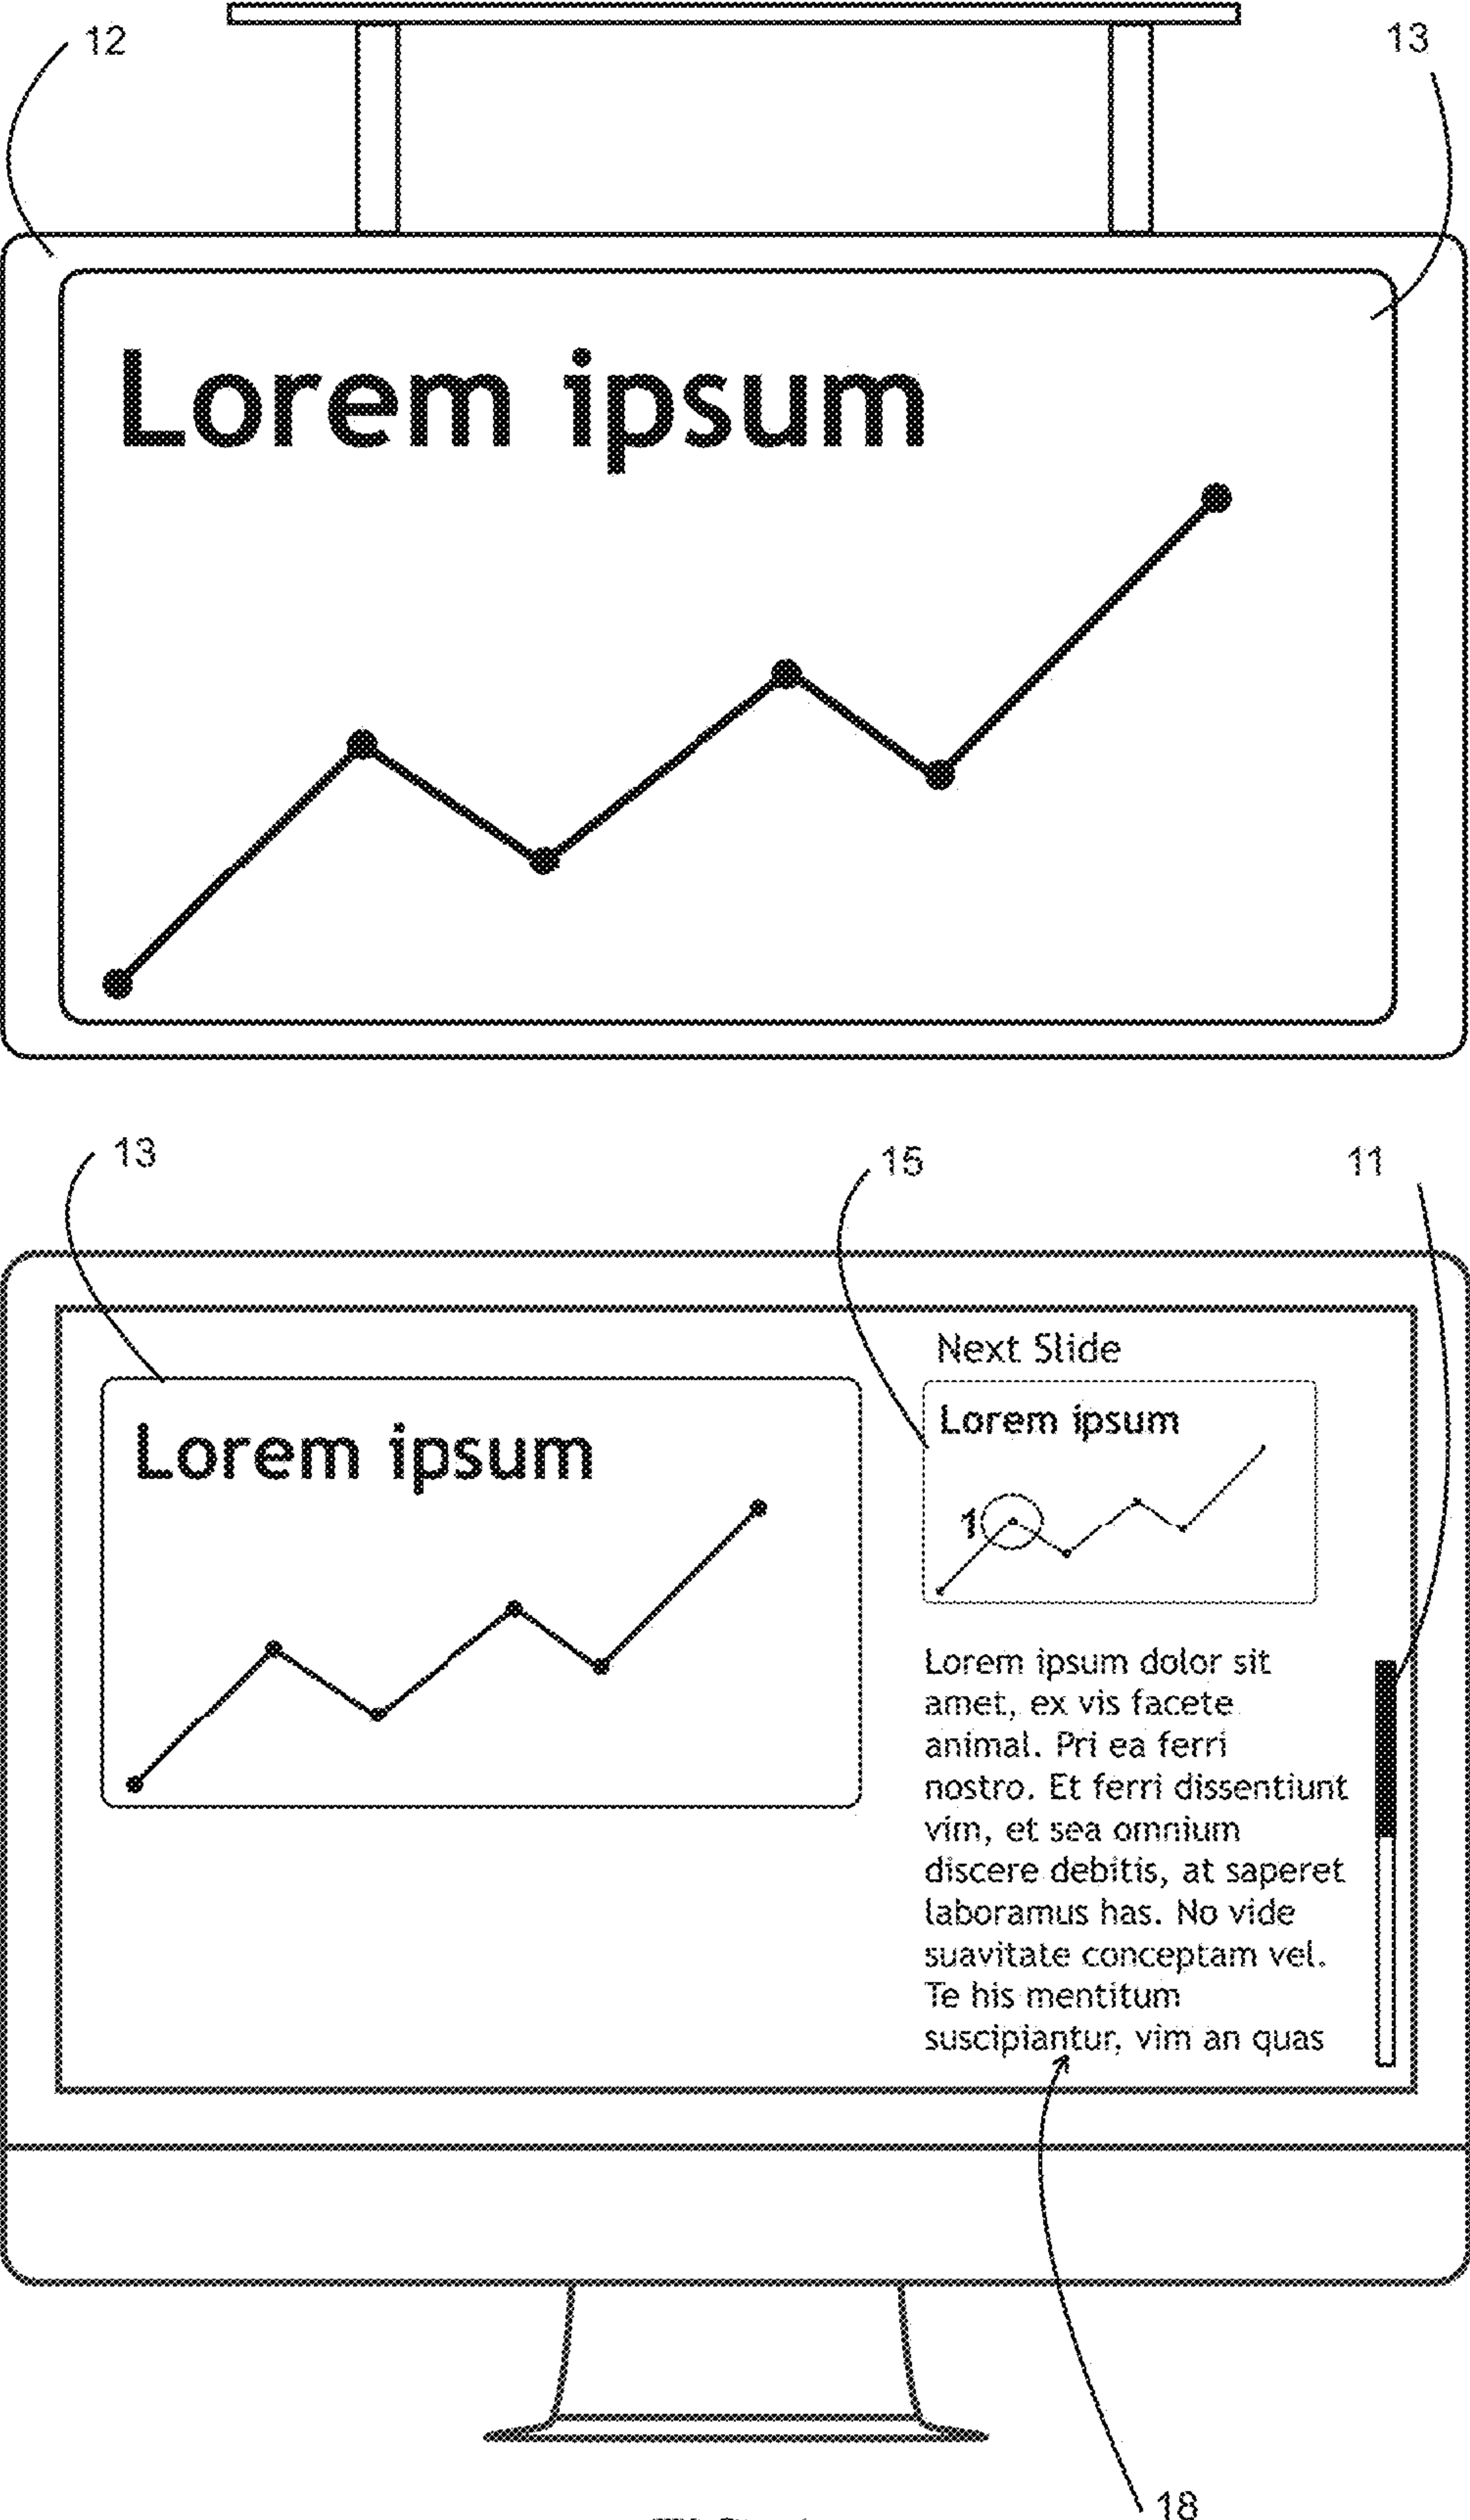 12
13
Lorem ipsum
13
15
11
Next Slide
Lorem ipsum
Lorem ipsum
1
Lorem ipsum dolor sit
amet, ex vis facete
animal. Pri ea ferri
nostro. Et ferri dissentiunt
vim, et sea omnium
discere debitis, at saperet
laboramus has. No vide
suavitate conceptam vel.
Te his mentitum
suscipiantur, vim an quas
18